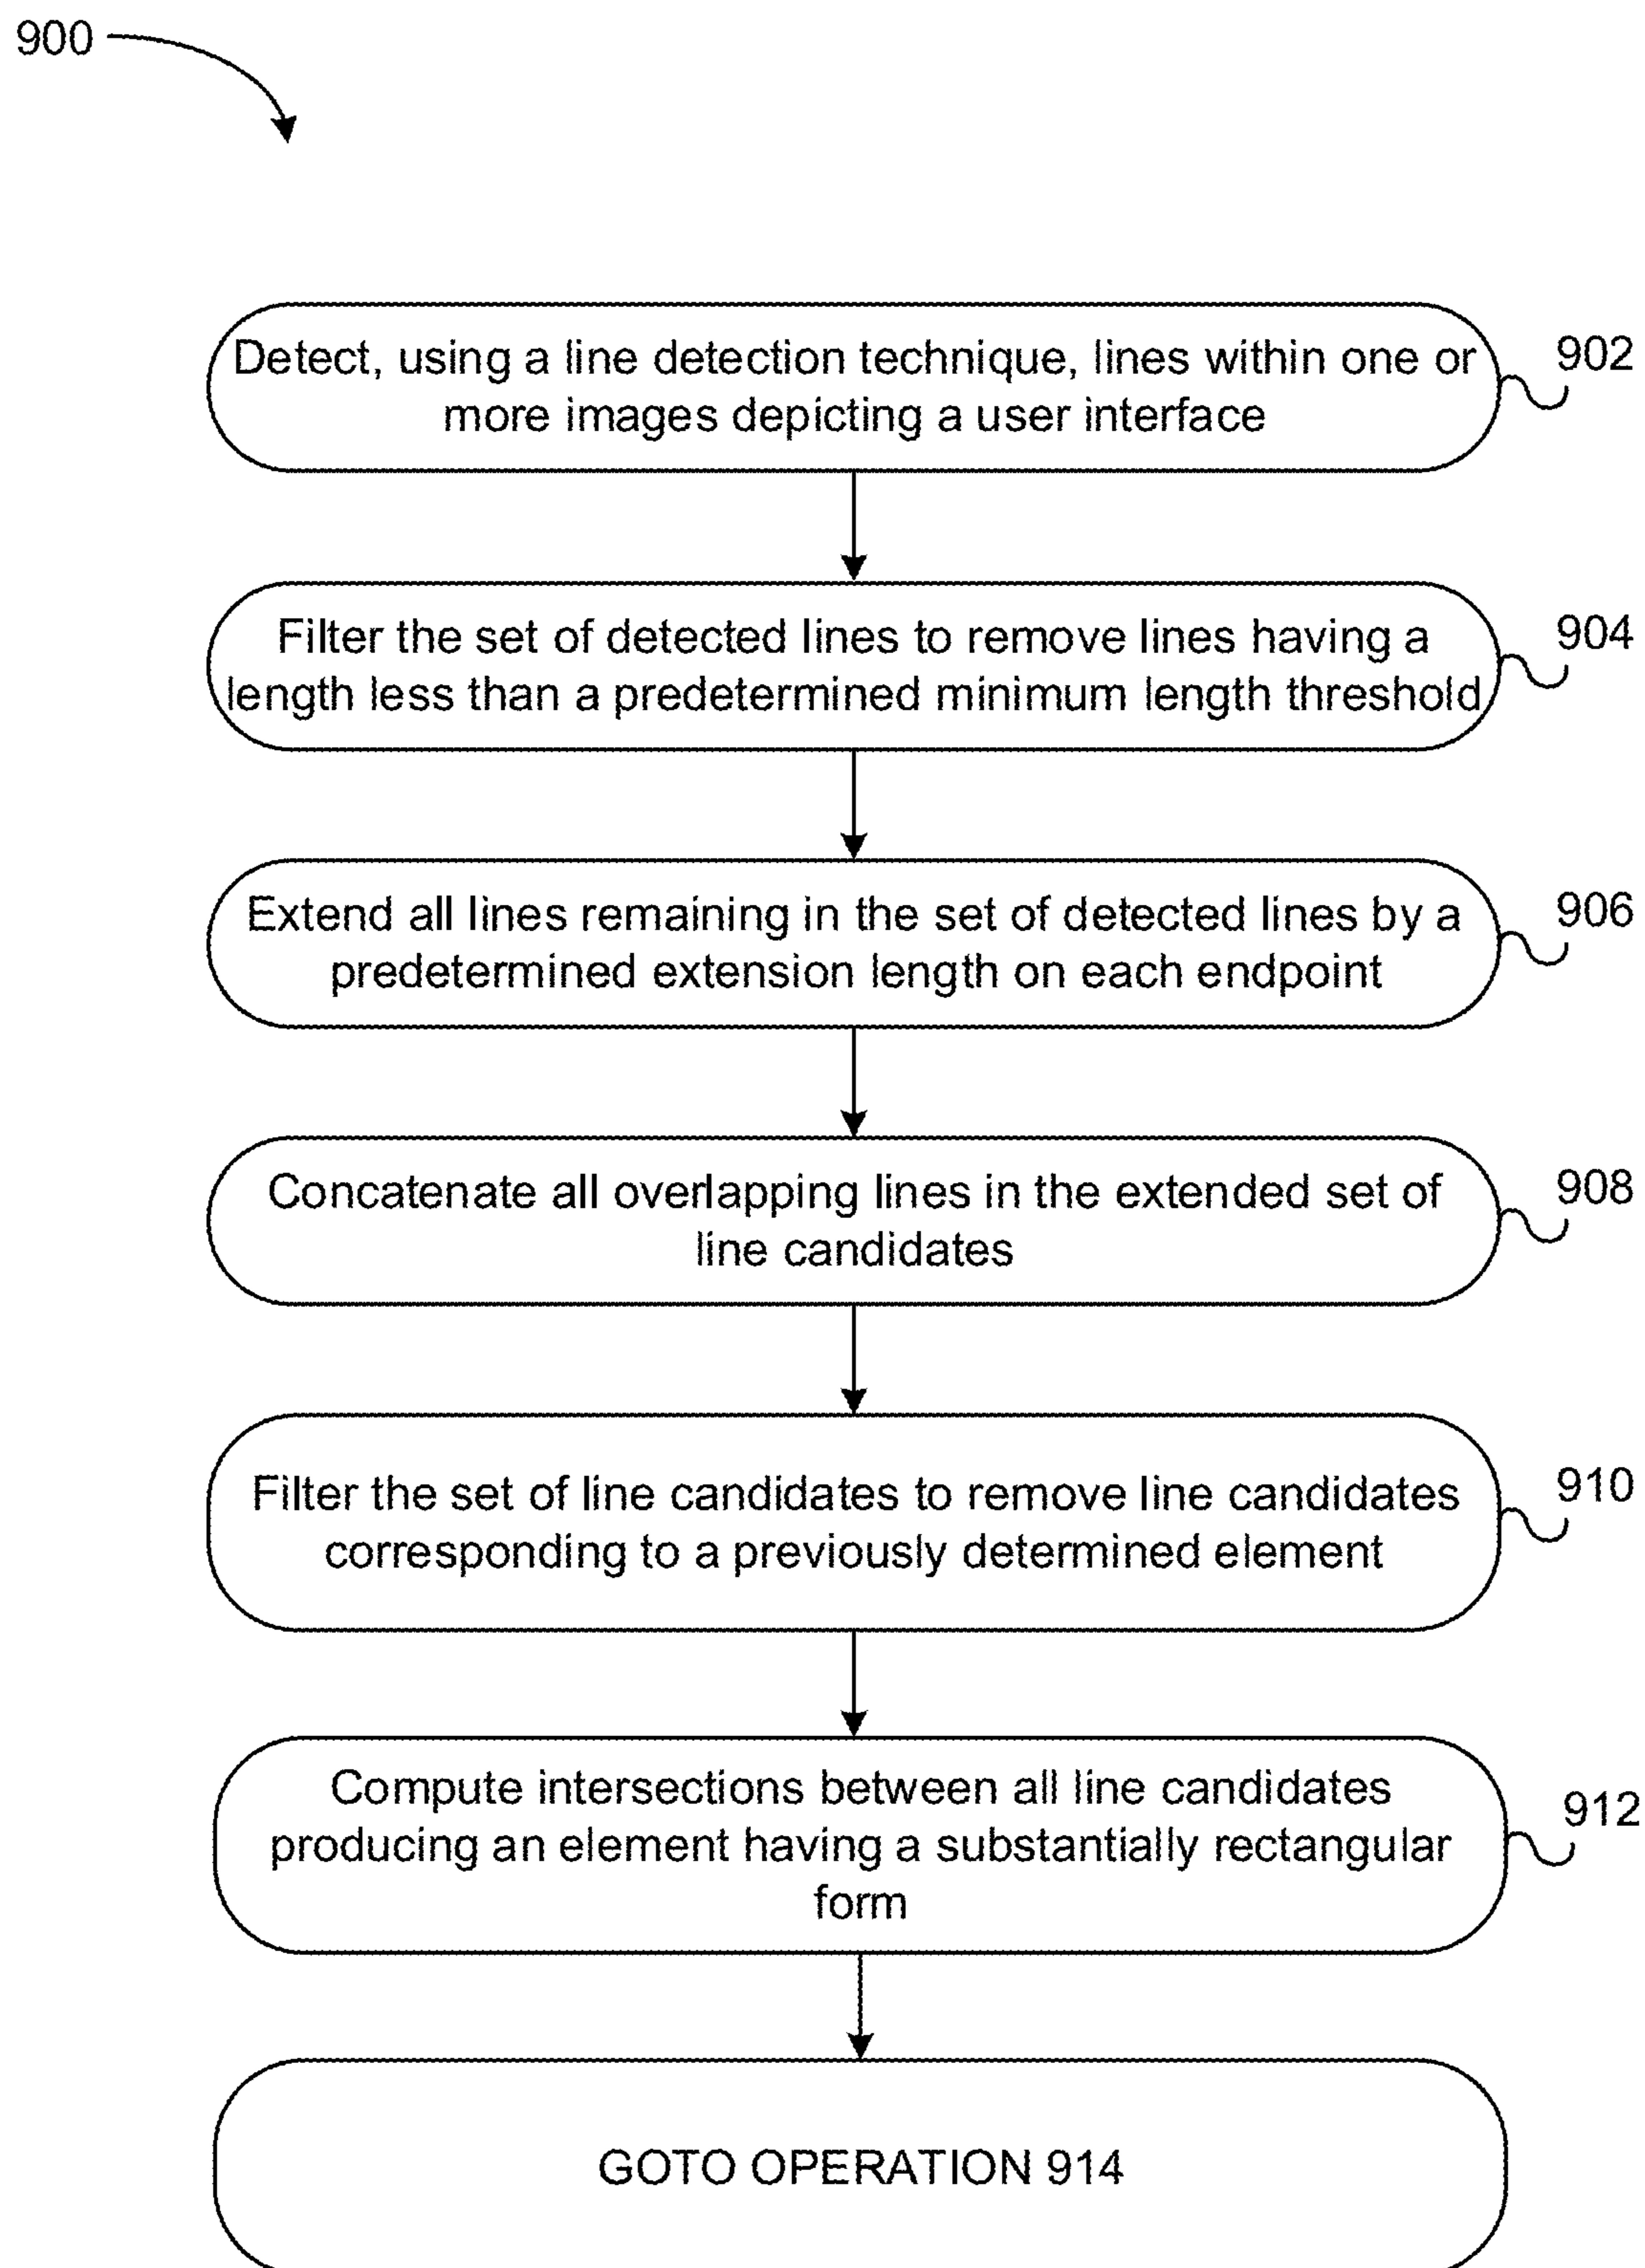 900
Detect, using a line detection technique, lines within one or
more images depicting a user interface
902
Filter the set of detected lines to remove lines having a
length less than a predetermined minimum length threshold
904
Extend all lines remaining in the set of detected lines by a
predetermined extension length on each endpoint
906
Concatenate all overlapping lines in the extended set of
line candidates
908
Filter the set of line candidates to remove line candidates
corresponding to a previously determined element
910
Compute intersections between all line candidates
producing an element having a substantially rectangular
form
912
GOTO OPERATION 914